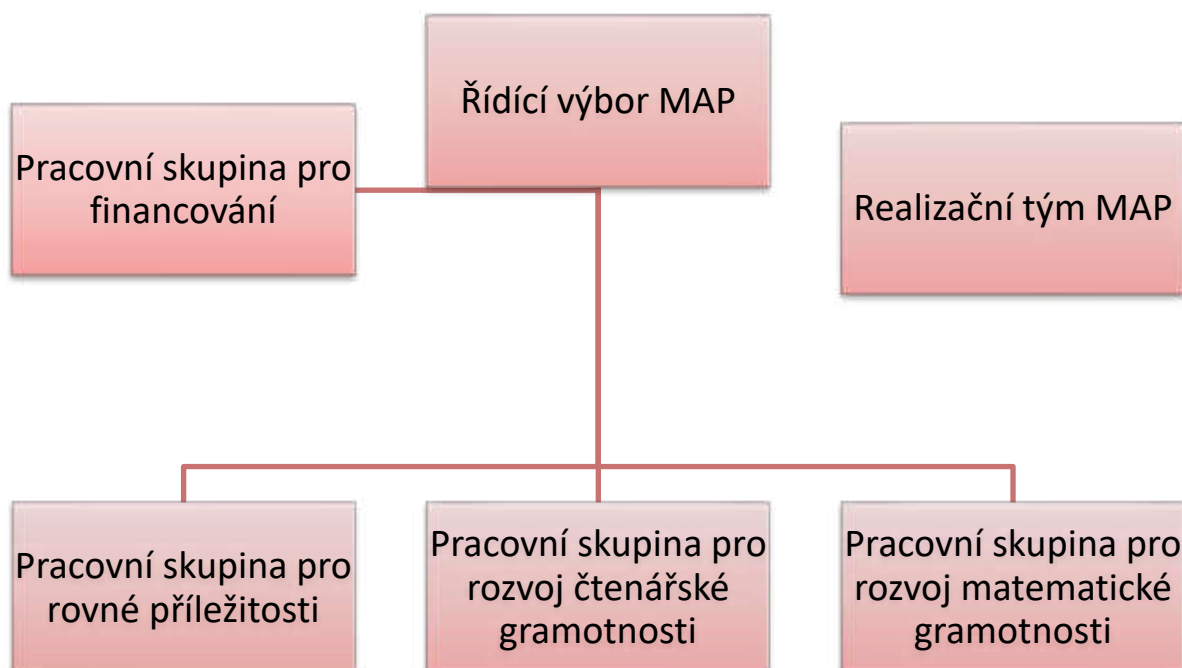 Řídící výbor MAP
Pracovní skupina pro
financování
Realizační tým MAP
Pracovní skupina pro
rovné příležitosti
Pracovní skupina pro
rozvoj čtenářské
gramotnosti
Pracovní skupina pro
rozvoj matematické
gramotnosti